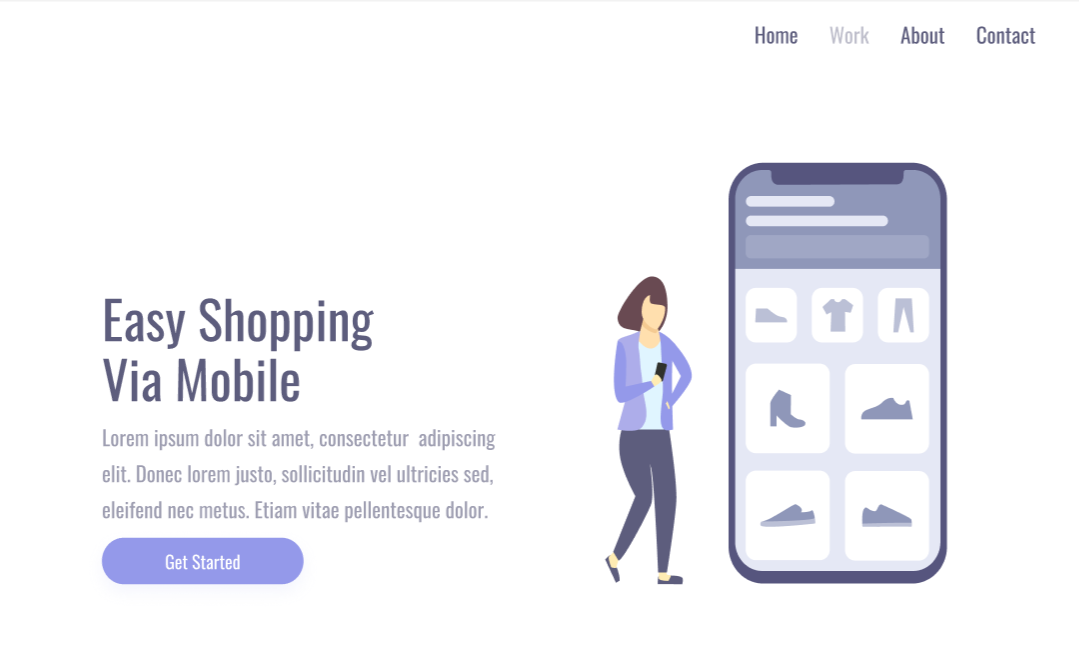 Home Work About Contact
Easy Shopping
Via Mobile
Lorem ipsum dolor sit amet, consectetur  adipiscing
elit. Donec lorem justo, sollicitudin vel ultricies sed,
eleifend nec metus. Etiam vitae pellentesque dolor.
Get Started